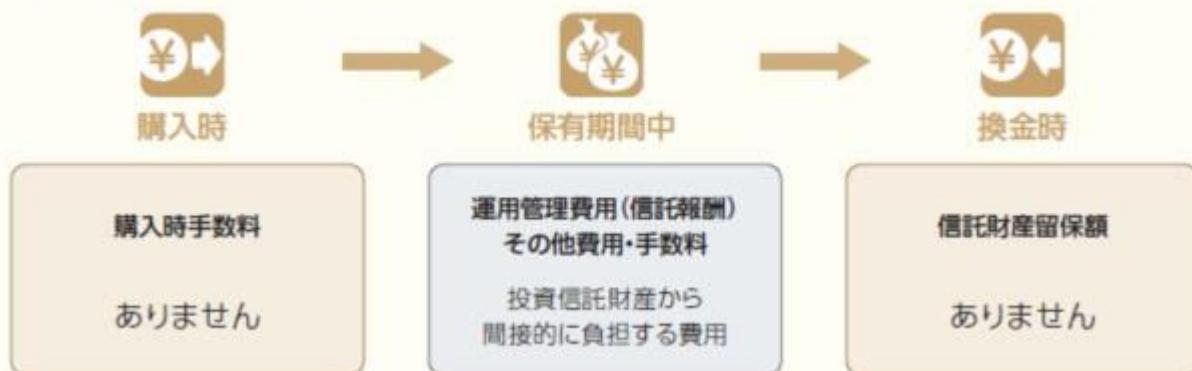 購入時
保有期間中
換金時
購入時手数料
ありません
運用管理費用(信託報酬)
その他費用・手数料
投資信託財産から
間接的に負担する費用
信託財産留保額
ありません